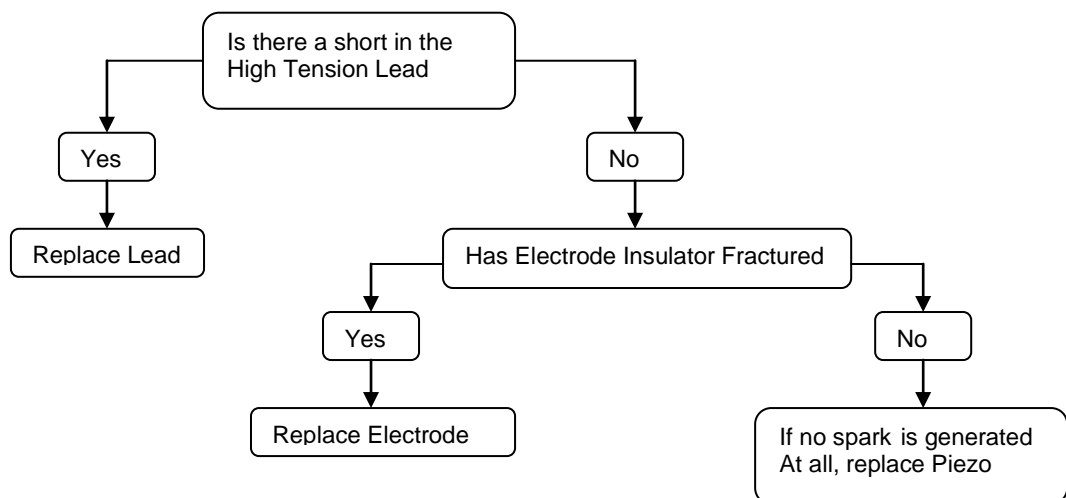 Is there a short in the
High Tension Lead
Yes
No
Replace Lead
Has Electrode Insulator Fractured
Yes
No
Replace Electrode
If no spark is generated
At all, replace Piezo